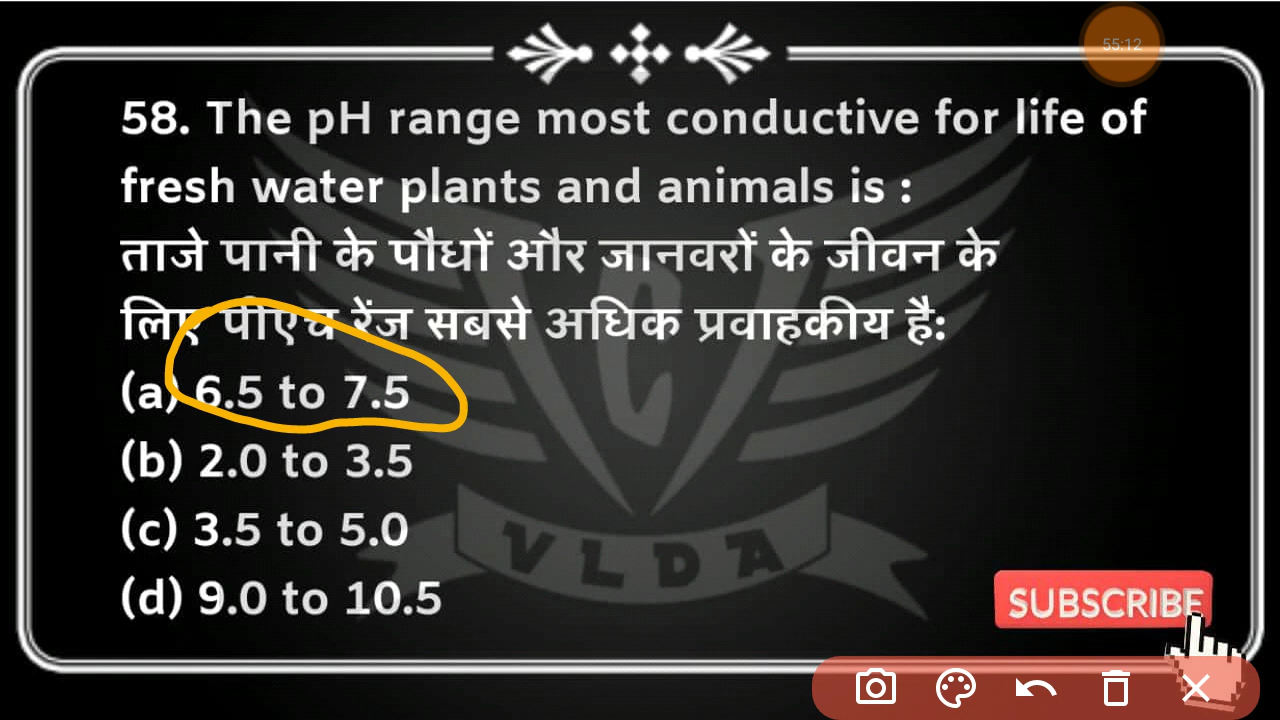 55:12
58. The pH range most conductive for life of
fresh water plants and animals is :
ताजे पानी के पौधों और जानवरों के जीवन के
लिए पीएच रेंज सबसे अधिक प्रवाहकीय है:
(a) 6.5 to 7.5
(b) 2.0 to 3.5
(c) 3.5 to 5.0
(d) 9.0 to 10.5
VLDA
SUBSCRIBE